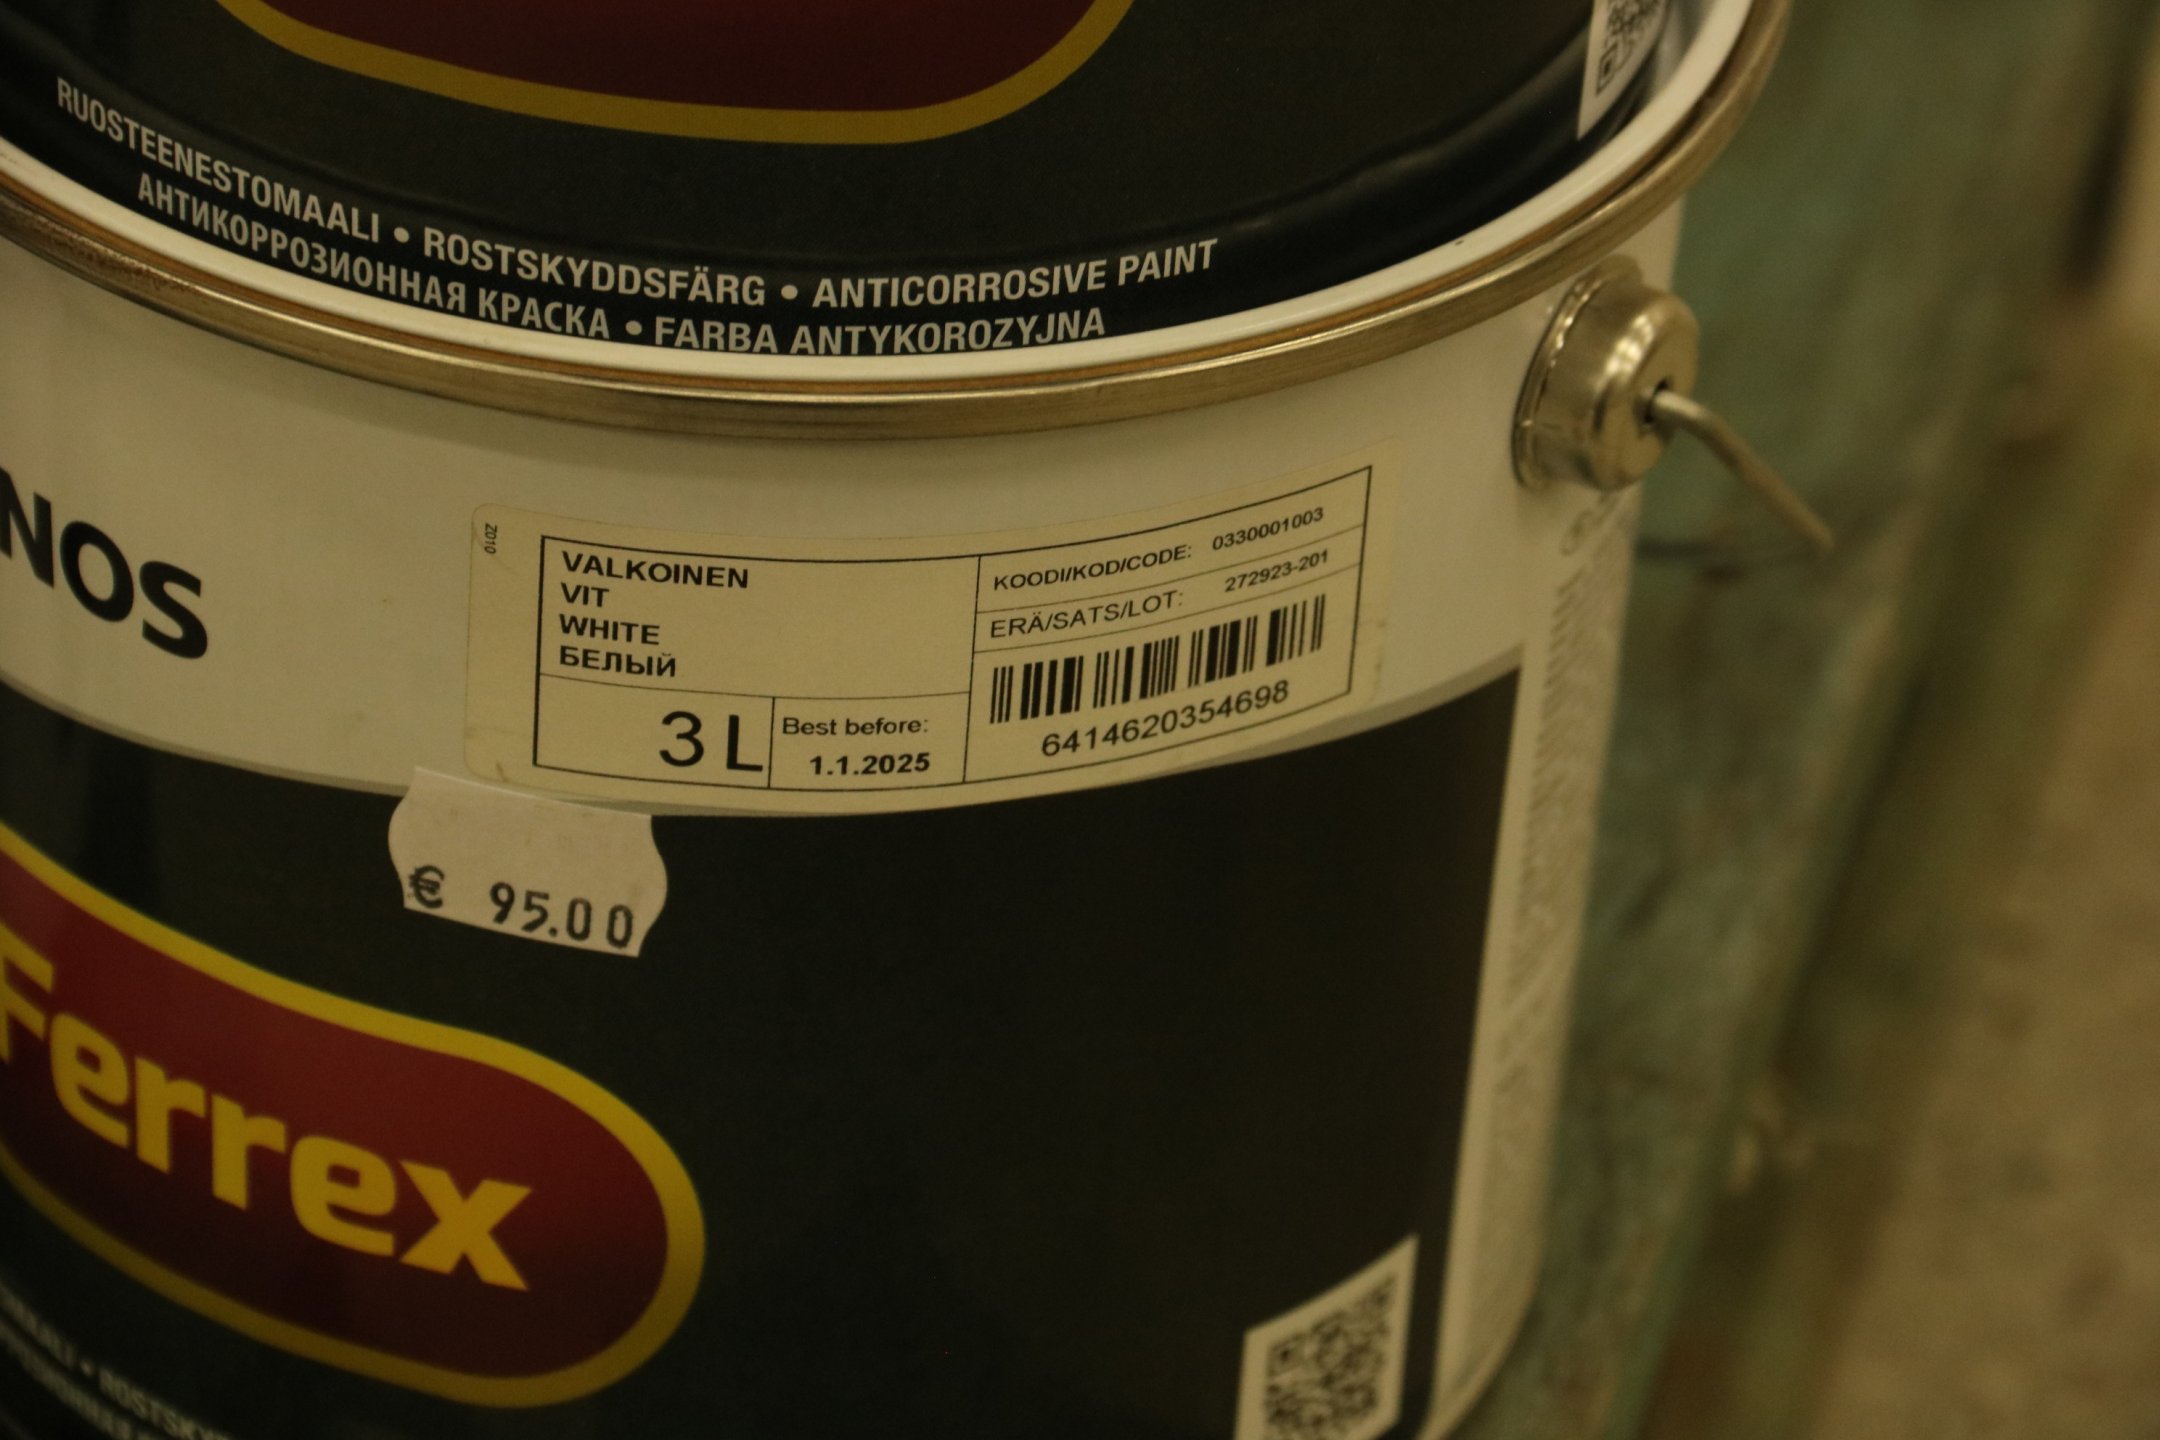 RUOSTEENESTOMAALI • ROSTSKYDDSFÄRG • ANTICORROSIVE PAINT
АНТИКОРРОЗИОННАЯ КРАСКА • FARBA ANTYKOROZYJNA
NOS
Z010
VALKOINEN
VIT
WHITE
БЕЛЫЙ
3 L
Best before:
1.1.2025
KOODI/KOD/CODE: 0330001003
ERÄ/SATS/LOT: 272923-201
6414620354698
€ 95.00
Ferrex